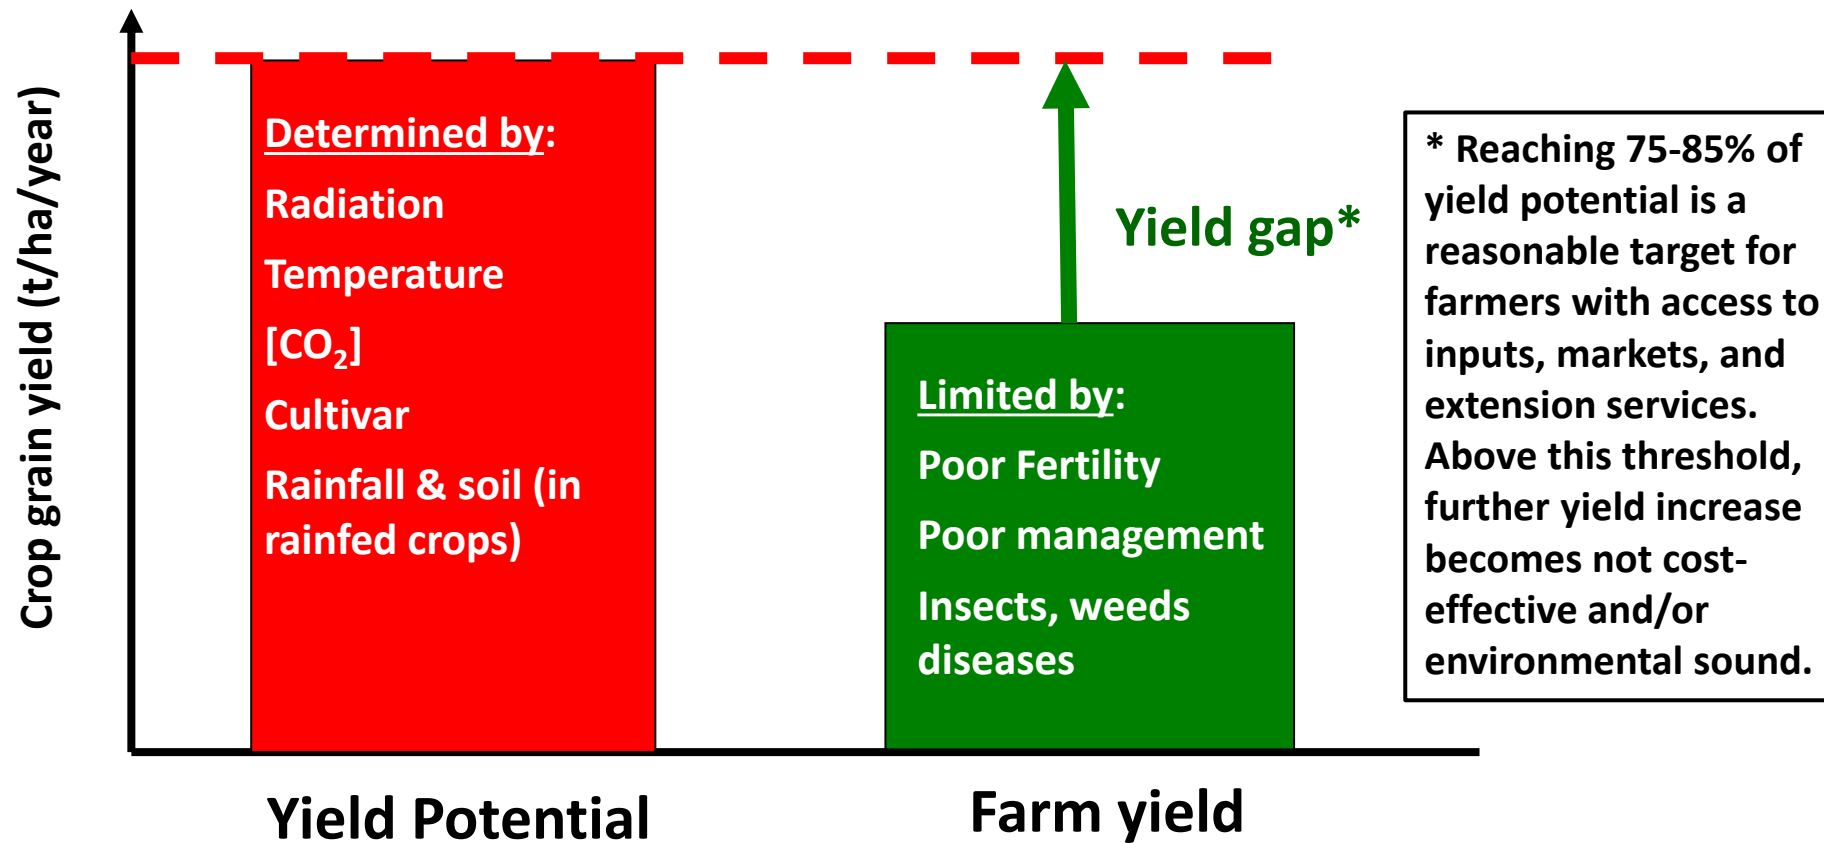 Crop grain yield (t/ha/year)
Determined by:
Radiation
Temperature
[CO₂]
Cultivar
Rainfall & soil (in
rainfed crops)
Yield gap*
Limited by:
Poor Fertility
Poor management
Insects, weeds
diseases
* Reaching 75-85% of
yield potential is a
reasonable target for
farmers with access to
inputs, markets, and
extension services.
Above this threshold,
further yield increase
becomes not cost-
effective and/or
environmental sound.
Yield Potential
Farm yield